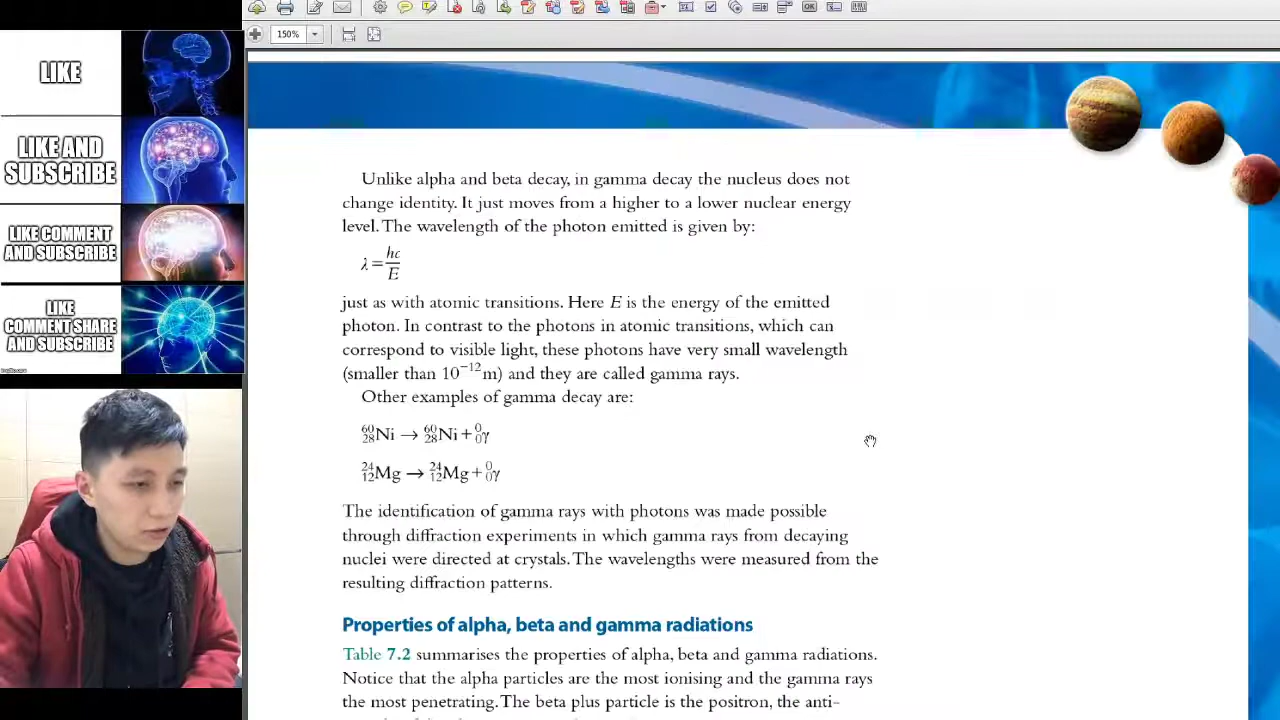 150%
LIKE
LIKE AND
SUBSCRIBE
LIKE COMMENT
AND SUBSCRIBE
LIKE
COMMENT SHARE
AND SUBSCRIBE
Unlike alpha and beta decay, in gamma decay the nucleus does not
change identity. It just moves from a higher to a lower nuclear energy
level. The wavelength of the photon emitted is given by:
λ = hc/E
just as with atomic transitions. Here E is the energy of the emitted
photon. In contrast to the photons in atomic transitions, which can
correspond to visible light, these photons have very small wavelength
(smaller than 10⁻¹² m) and they are called gamma rays.
Other examples of gamma decay are:
⁶⁰₂₈Ni → ⁶⁰₂₈Ni + ⁰₀γ
²⁴₁₂Mg → ²⁴₁₂Mg + ⁰₀γ
The identification of gamma rays with photons was made possible
through diffraction experiments in which gamma rays from decaying
nuclei were directed at crystals. The wavelengths were measured from the
resulting diffraction patterns.
Properties of alpha, beta and gamma radiations
Table 7.2 summarises the properties of alpha, beta and gamma radiations.
Notice that the alpha particles are the most ionising and the gamma rays
the most penetrating. The beta plus particle is the positron, the anti-